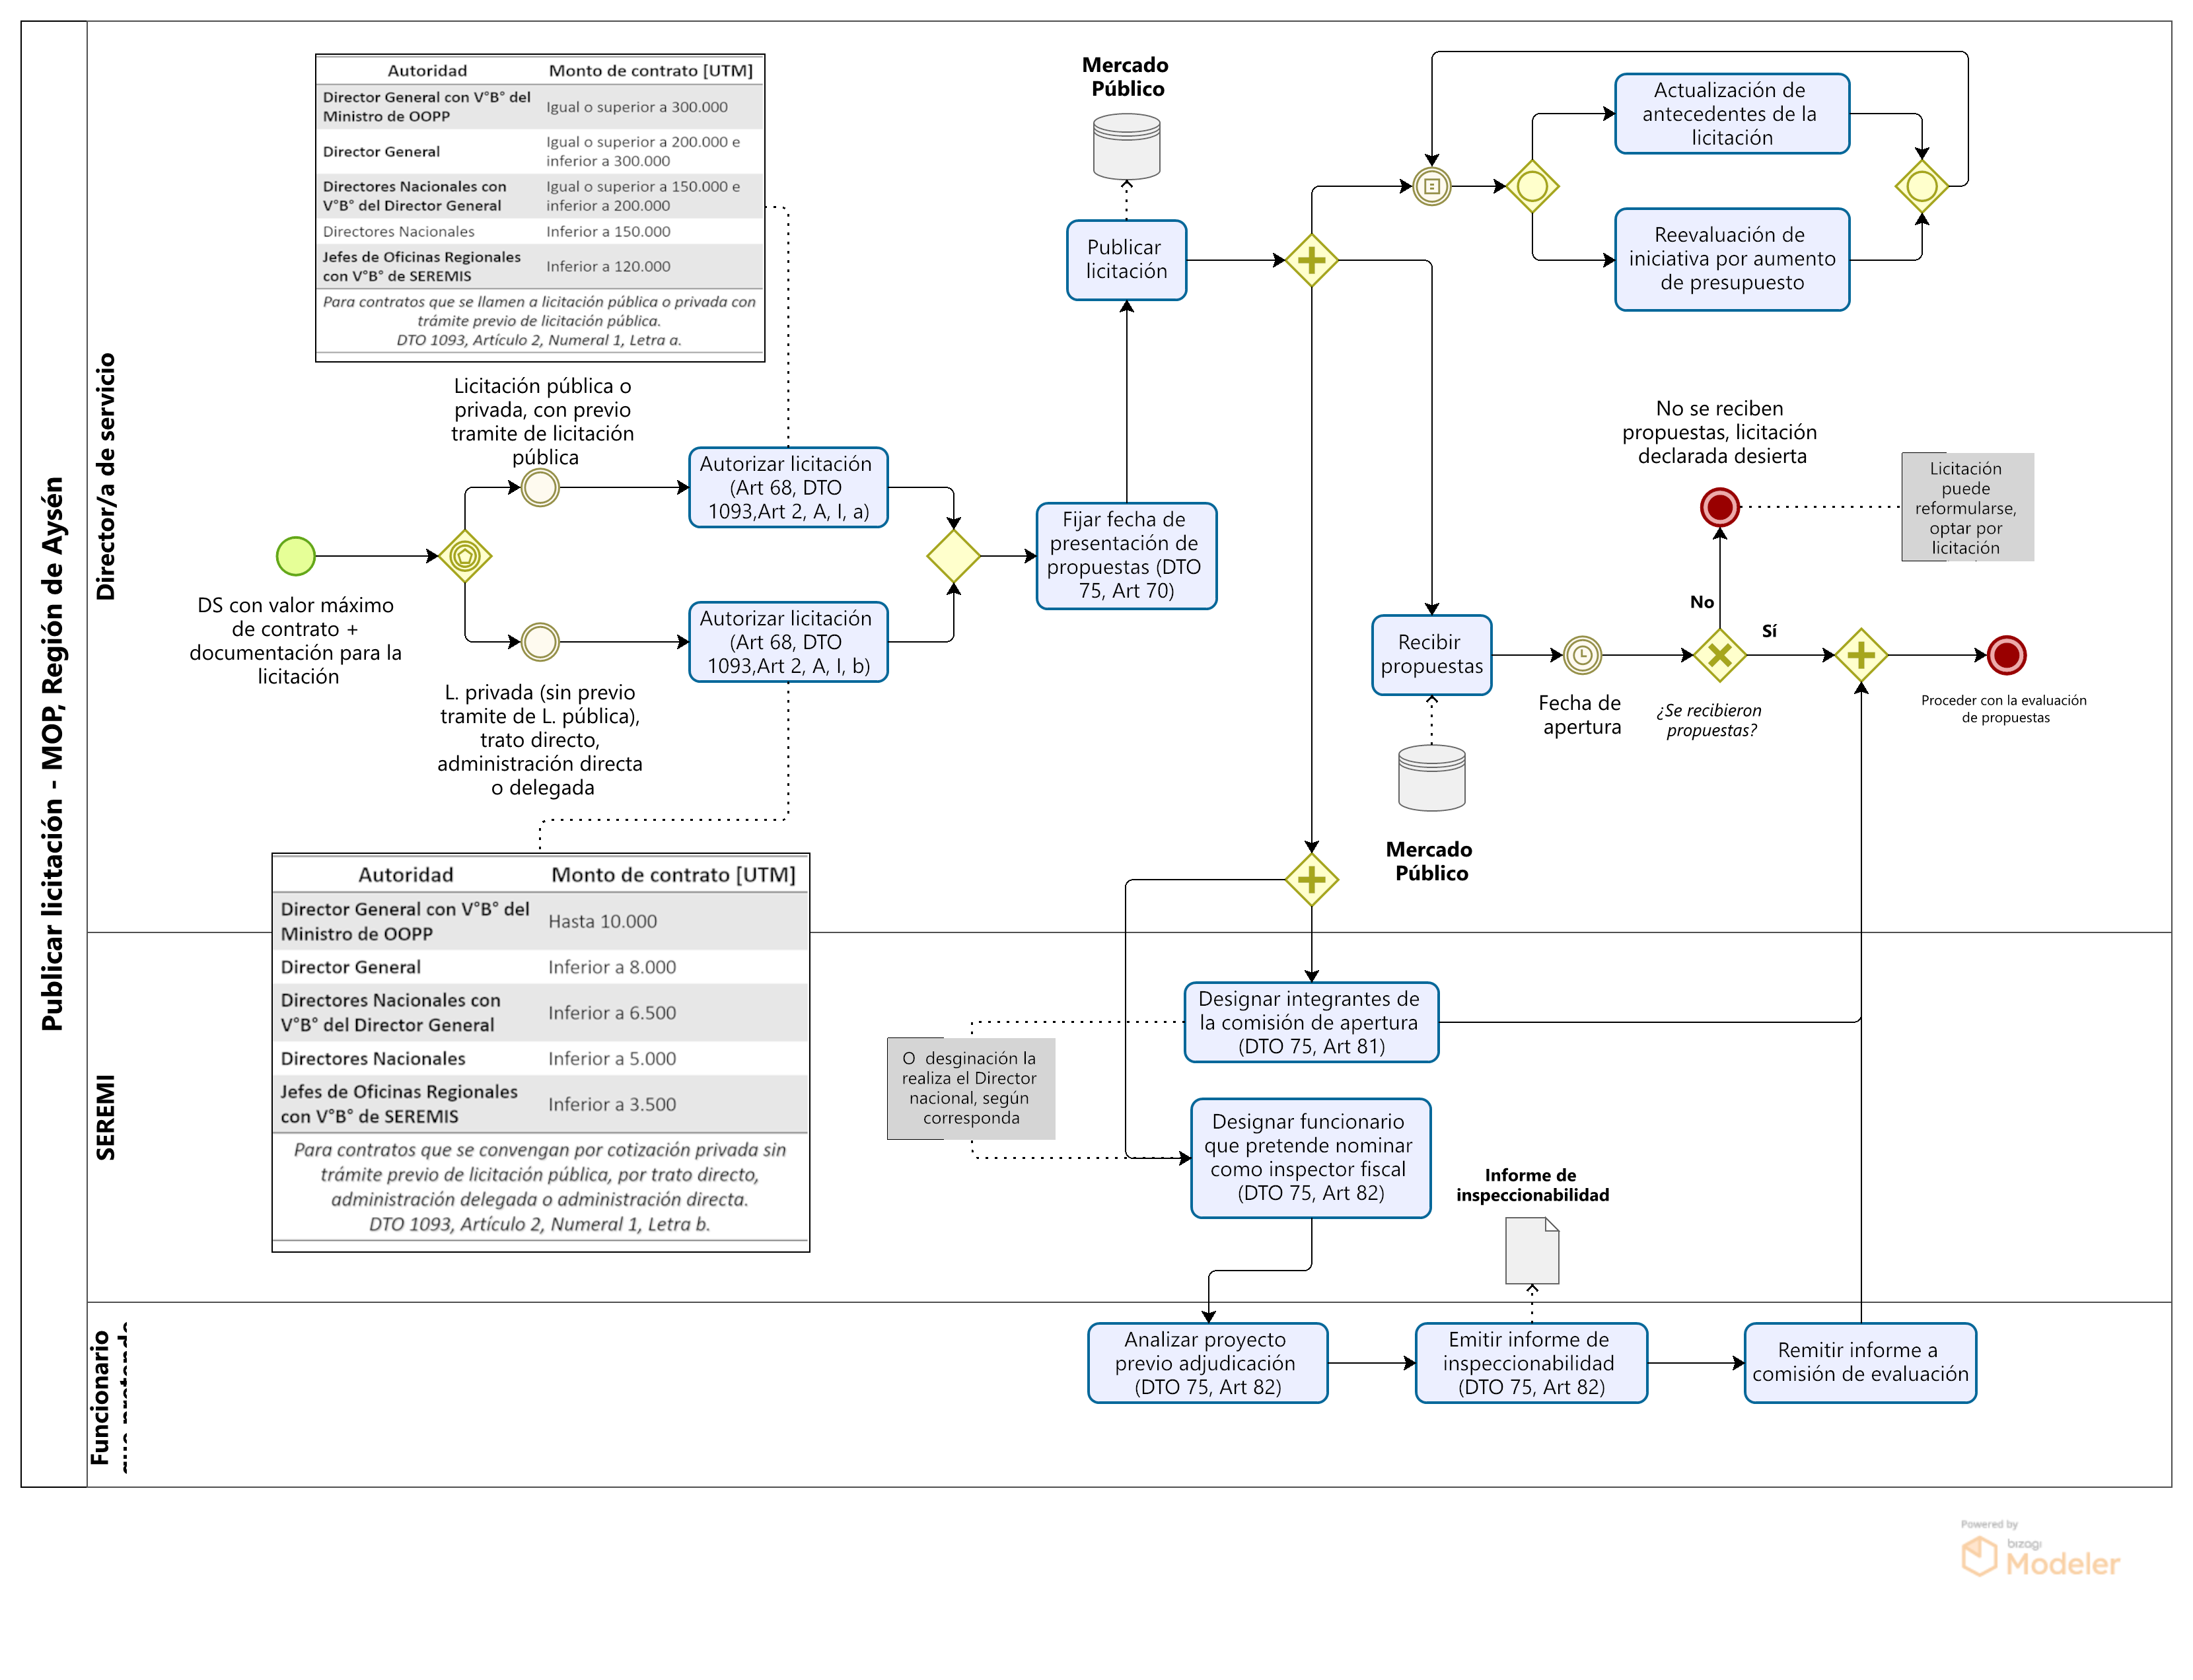 Publicar licitación - MOP, Región de Aysén
Director/a de servicio
Autoridad Monto de contrato [UTM]
Director General con V°B° del
Ministro de OOPP
Igual o superior a 300.000
Director General
Igual o superior a 200.000 e
inferior a 300.000
Directores Nacionales con
V°B° del Director General
Igual o superior a 150.000 e
inferior a 200.000
Directores Nacionales Inferior a 150.000
Jefes de Oficinas Regionales
con V°B° de SEREMIS
Inferior a 120.000
Para contratos que se llamen a licitación pública o privada con
trámite previo de licitación pública.
DTO 1093, Artículo 2, Numeral 1, Letra a.
Licitación pública o
privada, con previo
tramite de licitación
pública
DS con valor máximo
de contrato +
documentación para la
licitación
L. privada (sin previo
tramite de L. pública),
trato directo,
administración directa
o delegada
Autorizar licitación
(Art 68, DTO
1093,Art 2, A, I, a)
Autorizar licitación
(Art 68, DTO
1093,Art 2, A, I, b)
Fijar fecha de
presentación de
propuestas (DTO
75, Art 70)
Mercado
Público
Publicar
licitación
Actualización de
antecedentes de la
licitación
Reevaluación de
iniciativa por aumento
de presupuesto
No se reciben
propuestas, licitación
declarada desierta
Licitación
puede
reformularse,
optar por
licitación
Recibir
propuestas
Fecha de
apertura
No
Sí
¿Se recibieron
propuestas?
Proceder con la evaluación
de propuestas
Mercado
Público
Autoridad Monto de contrato [UTM]
Director General con V°B° del
Ministro de OOPP
Hasta 10.000
Director General Inferior a 8.000
Directores Nacionales con
V°B° del Director General
Inferior a 6.500
Directores Nacionales Inferior a 5.000
Jefes de Oficinas Regionales
con V°B° de SEREMIS
Inferior a 3.500
Para contratos que se convengan por cotización privada sin
trámite previo de licitación pública, por trato directo,
administración delegada o administración directa.
DTO 1093, Artículo 2, Numeral 1, Letra b.
SEREMI
Designar integrantes de
la comisión de apertura
(DTO 75, Art 81)
O desginación la
realiza el Director
nacional, según
corresponda
Designar funcionario
que pretende nominar
como inspector fiscal
(DTO 75, Art 82)
Informe de
inspeccionabilidad
Funcionario
Analizar proyecto
previo adjudicación
(DTO 75, Art 82)
Emitir informe de
inspeccionabilidad
(DTO 75, Art 82)
Remitir informe a
comisión de evaluación
Powered by
bizagi
Modeler